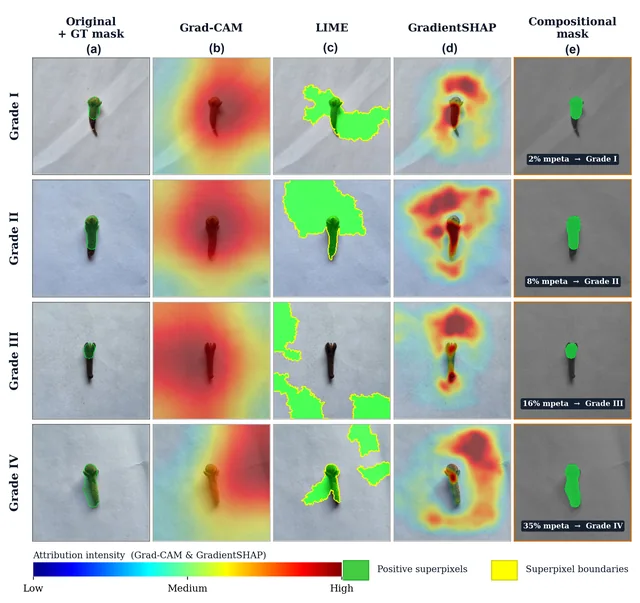 Original
+ GT mask
Grad-CAM
LIME
GradientSHAP
Compositional
mask
(a)
(b)
(c)
(d)
(e)
Grade I
2% mpeta → Grade I
Grade II
8% mpeta → Grade II
Grade III
16% mpeta → Grade III
Grade IV
35% mpeta → Grade IV
Attribution intensity (Grad-CAM & GradientSHAP)
Low
Medium
High
Positive superpixels
Superpixel boundaries